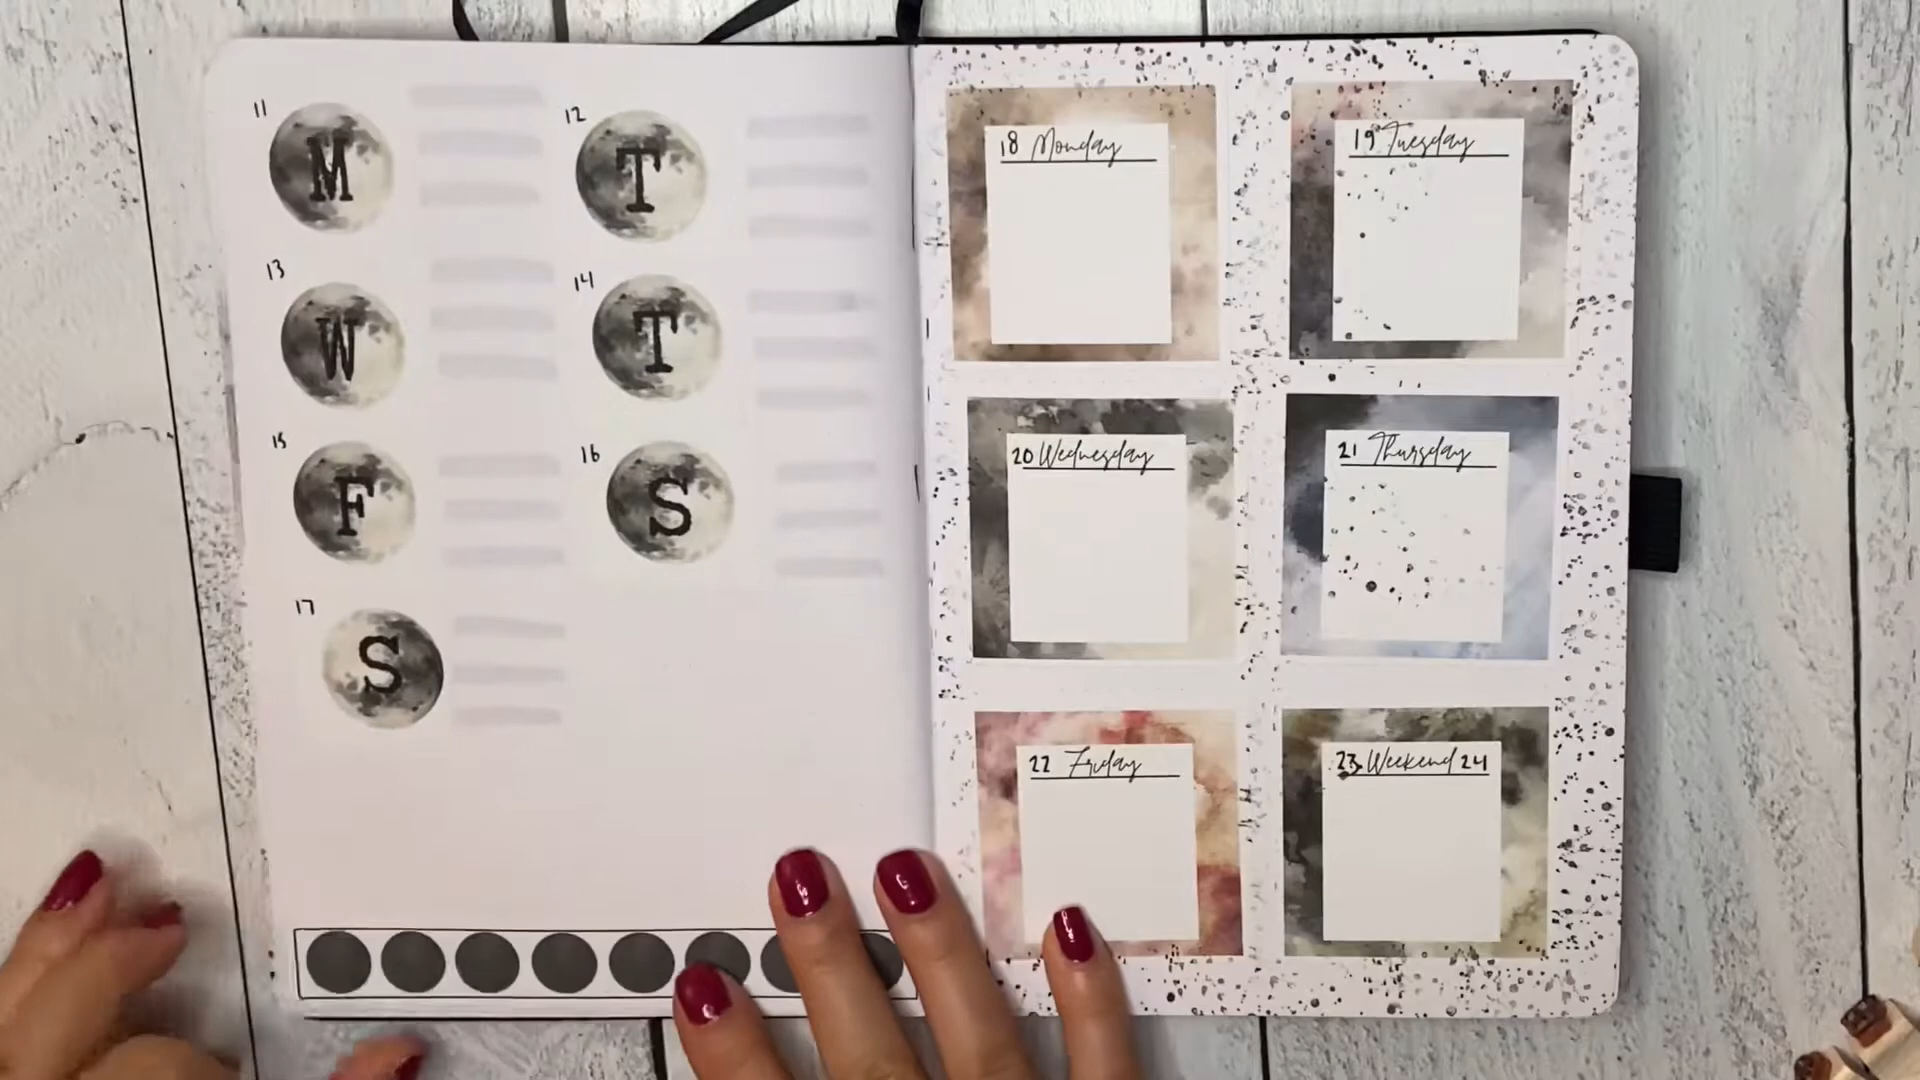 11
M
12
T
13
W
14
T
15
F
16
S
17
S
18 Monday
19 Tuesday
20 Wednesday
21 Thursday
22 Friday
23 Weekend 24